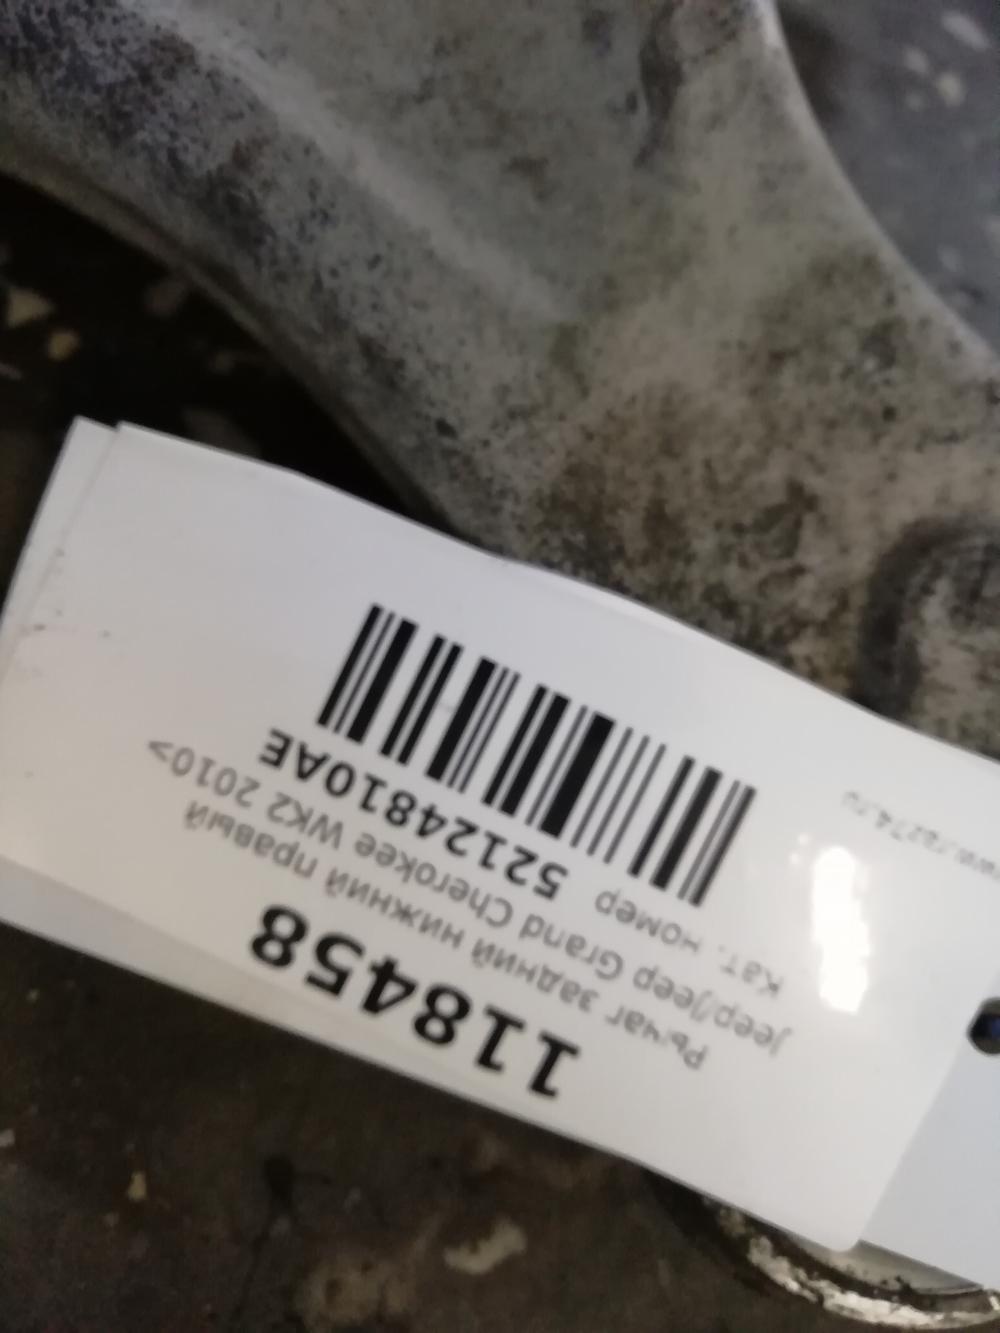 118458
Рычаг задний нижний правый
Jeep/Jeep Grand Cherokee WK2 2010>
Кат. номер 52124810AE